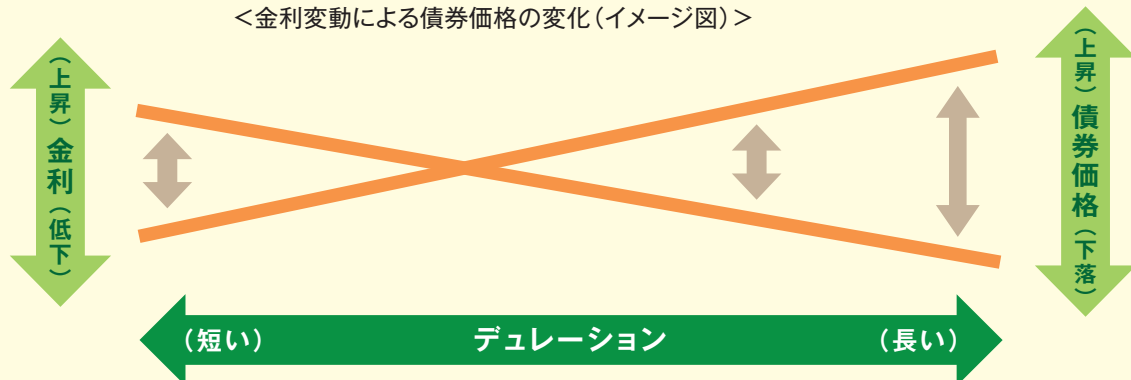 ＜金利変動による債券価格の変化（イメージ図）＞
（上昇）金利（低下）
（上昇）債券価格（下落）
（短い） デュレーション （長い）